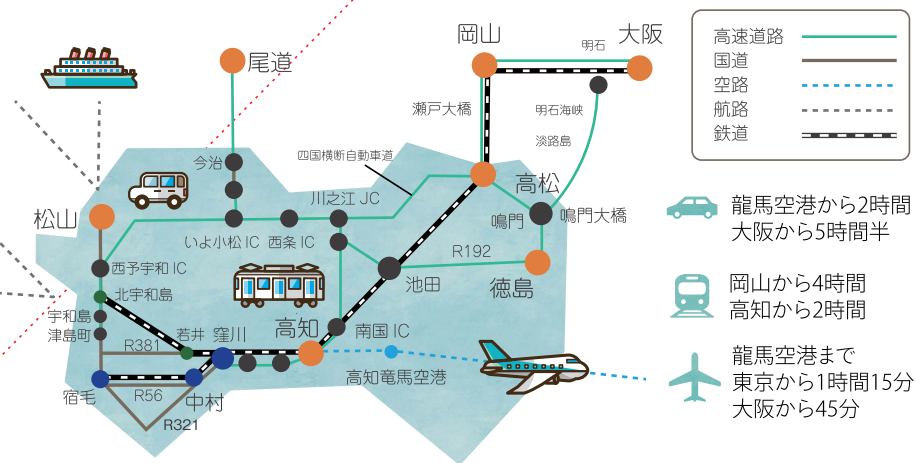 岡山
大阪
明石
尾道
瀬戸大橋
明石海峡
淡路島
今治
四国横断自動車道
高松
川之江 JC
鳴門
鳴門大橋
松山
いよ小松 IC
西条 IC
R192
西予宇和 IC
池田
徳島
北宇和島
宇和島
津島町
若井
窪川
高知
南国 IC
R381
高知竜馬空港
宿毛
R56
中村
R321
高速道路
国道
空路
航路
鉄道
龍馬空港から2時間
大阪から5時間半
岡山から4時間
高知から2時間
龍馬空港まで
東京から1時間15分
大阪から45分